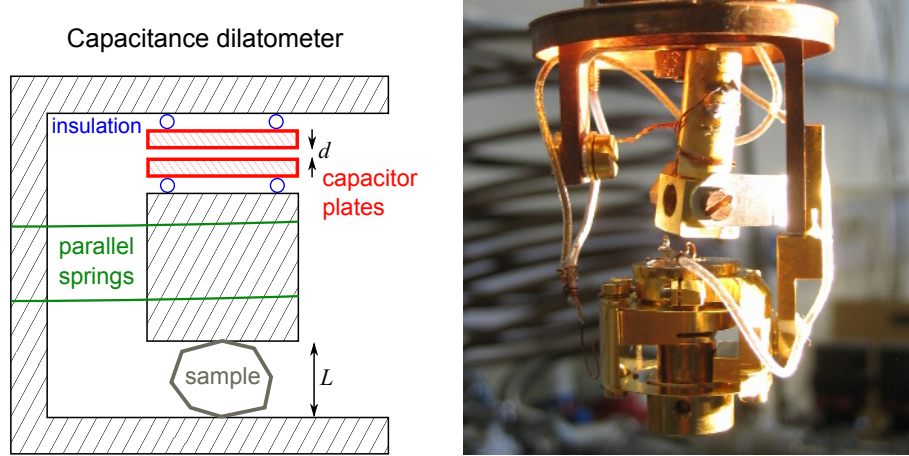 Capacitance dilatometer
insulation
d
capacitor
plates
parallel
springs
sample
L